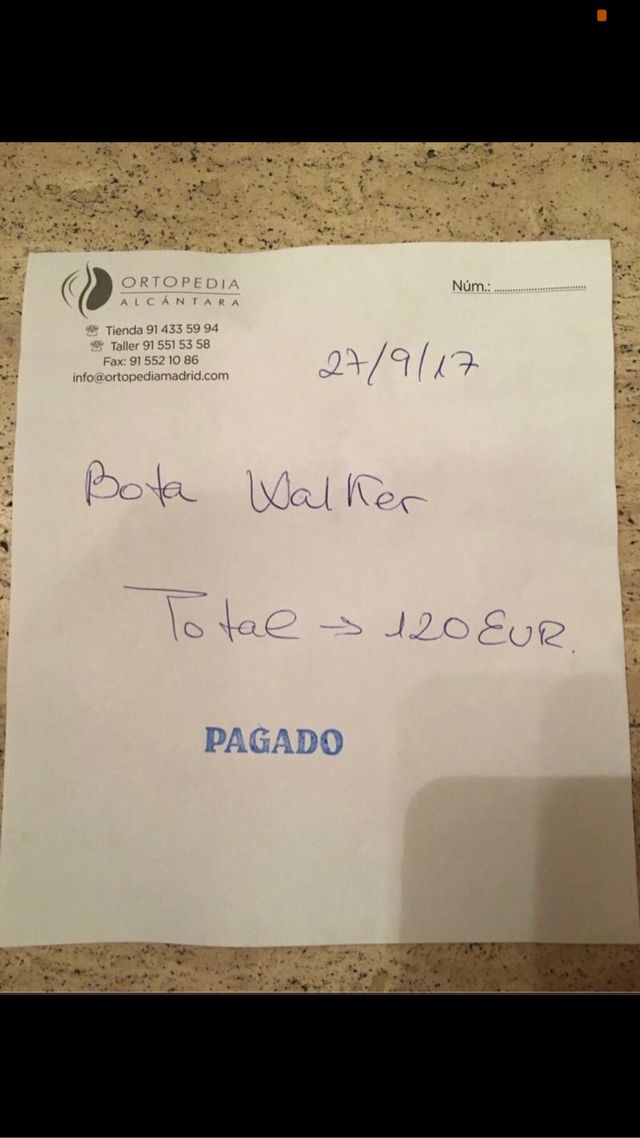 ORTOPEDIA
ALCÁNTARA
☏ Tienda 91 433 59 94
☏ Taller 91 551 53 58
Fax: 91 552 10 86
info@ortopediamadrid.com
Núm.: ................................
27/9/17
Bota Walker
Total → 120 EUR.
PAGADO